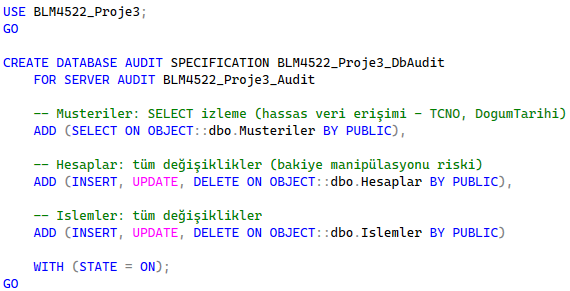 USE BLM4522_Proje3;
GO
CREATE DATABASE AUDIT SPECIFICATION BLM4522_Proje3_DbAudit
FOR SERVER AUDIT BLM4522_Proje3_Audit
-- Musteriler: SELECT izleme (hassas veri erişimi - TCNO, DogumTarihi)
ADD (SELECT ON OBJECT::dbo.Musteriler BY PUBLIC),
-- Hesaplar: tüm değişiklikler (bakiye manipülasyonu riski)
ADD (INSERT, UPDATE, DELETE ON OBJECT::dbo.Hesaplar BY PUBLIC),
-- Islemler: tüm değişiklikler
ADD (INSERT, UPDATE, DELETE ON OBJECT::dbo.Islemler BY PUBLIC)
WITH (STATE = ON);
GO